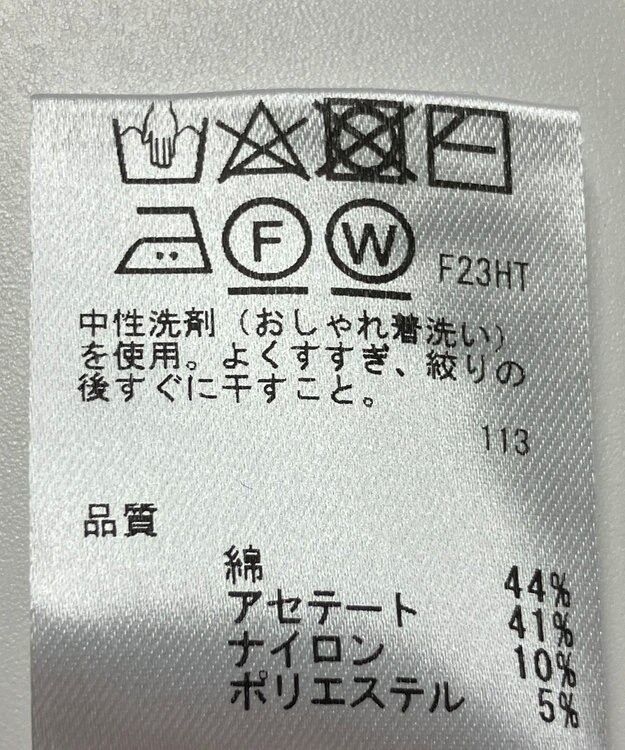 F
W
F23HT
中性洗剤（おしゃれ着洗い）
を使用。よくすすぎ、絞りの
後すぐに干すこと。
113
品質
綿 44%
アセテート 41%
ナイロン 10%
ポリエステル 5%